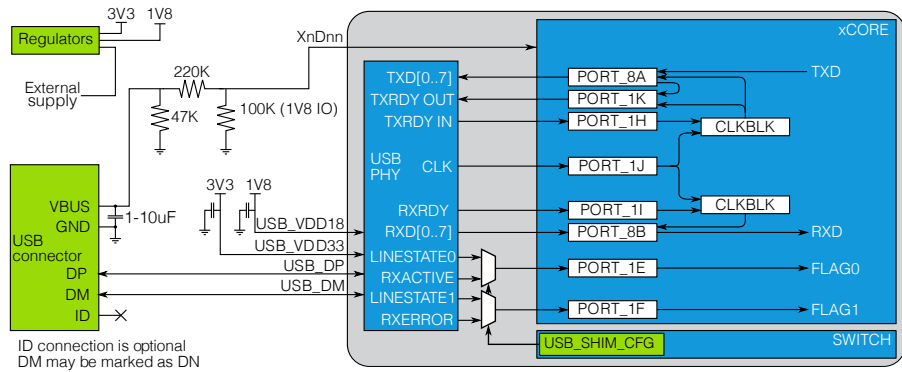 3V3
1V8
Regulators
External
supply
220K
47K
100K (1V8 IO)
XnDnn
xCORE
TXD[0..7]
PORT_8A
TXD
TXRDY OUT
PORT_1K
TXRDY IN
PORT_1H
CLKBLK
USB
PHY
CLK
PORT_1J
3V3
1V8
VBUS
1-10uF
GND
USB
connector
DP
DM
ID
USB_VDD18
USB_VDD33
USB_DP
USB_DM
RXRDY
PORT_1I
CLKBLK
RXD[0..7]
PORT_8B
RXD
LINESTATE0
RXACTIVE
PORT_1E
FLAG0
LINESTATE1
RXERROR
PORT_1F
FLAG1
USB_SHIM_CFG
SWITCH
ID connection is optional
DM may be marked as DN